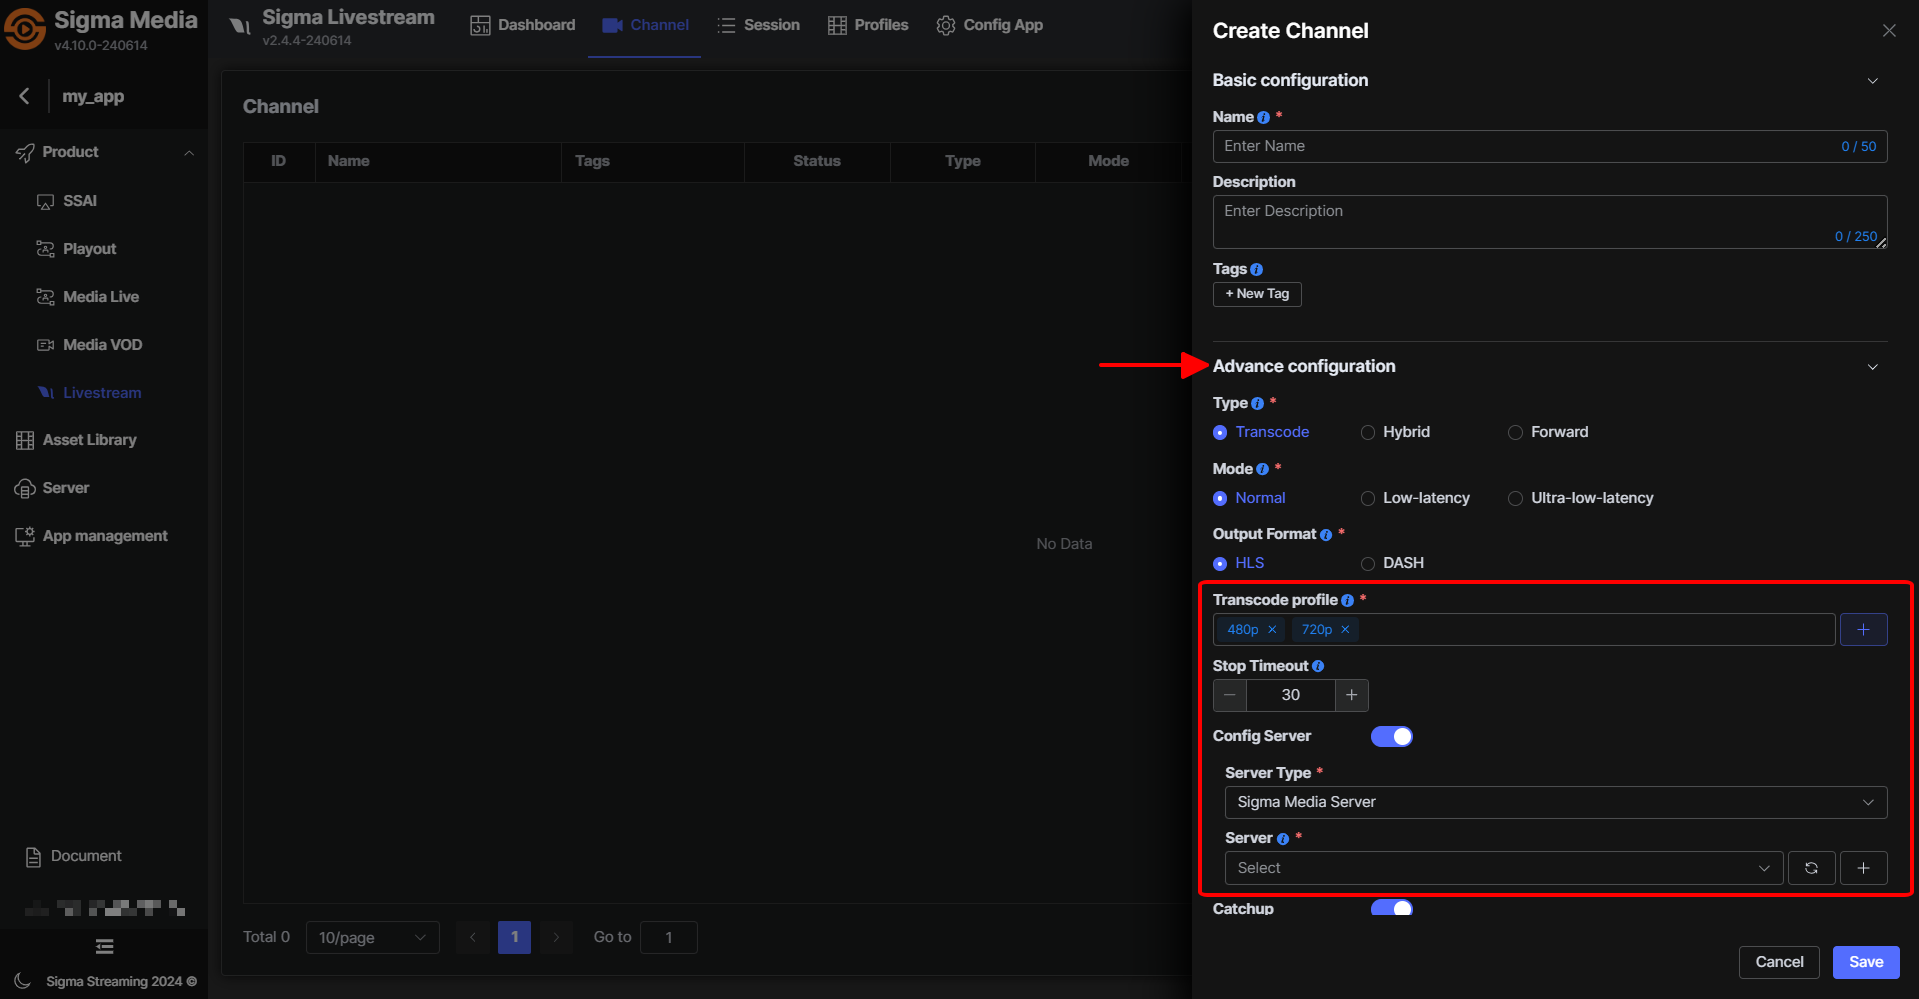 Sigma Media
v4.10.0-240614
my_app
Product
SSAI
Playout
Media Live
Media VOD
Livestream
Asset Library
Server
App management
Document
Sigma Streaming 2024 ©
Sigma Livestream
v2.4.4-240614
Dashboard
Channel
Session
Profiles
Config App
Channel
ID Name Tags Status Type Mode
No Data
Total 0 10/page 1 Go to 1
Create Channel
Basic configuration
Name *
Enter Name 0 / 50
Description
Enter Description
0 / 250
Tags
+ New Tag
Advance configuration
Type *
Transcode Hybrid Forward
Mode *
Normal Low-latency Ultra-low-latency
Output Format *
HLS DASH
Transcode profile *
480p × 720p ×
Stop Timeout
30
Config Server
Server Type *
Sigma Media Server
Server *
Select
Catchup
Cancel Save